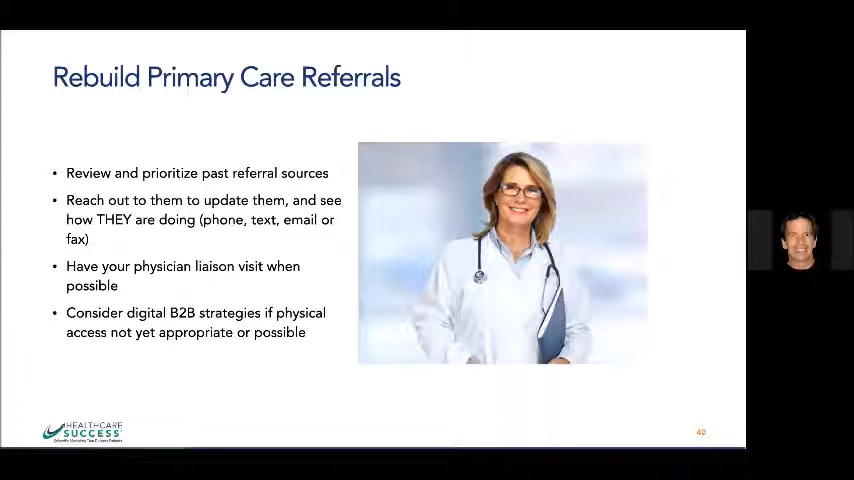 Rebuild Primary Care Referrals
• Review and prioritize past referral sources
• Reach out to them to update them, and see
how THEY are doing (phone, text, email or
fax)
• Have your physician liaison visit when
possible
• Consider digital B2B strategies if physical
access not yet appropriate or possible
HEALTHCARE
SUCCESS
40